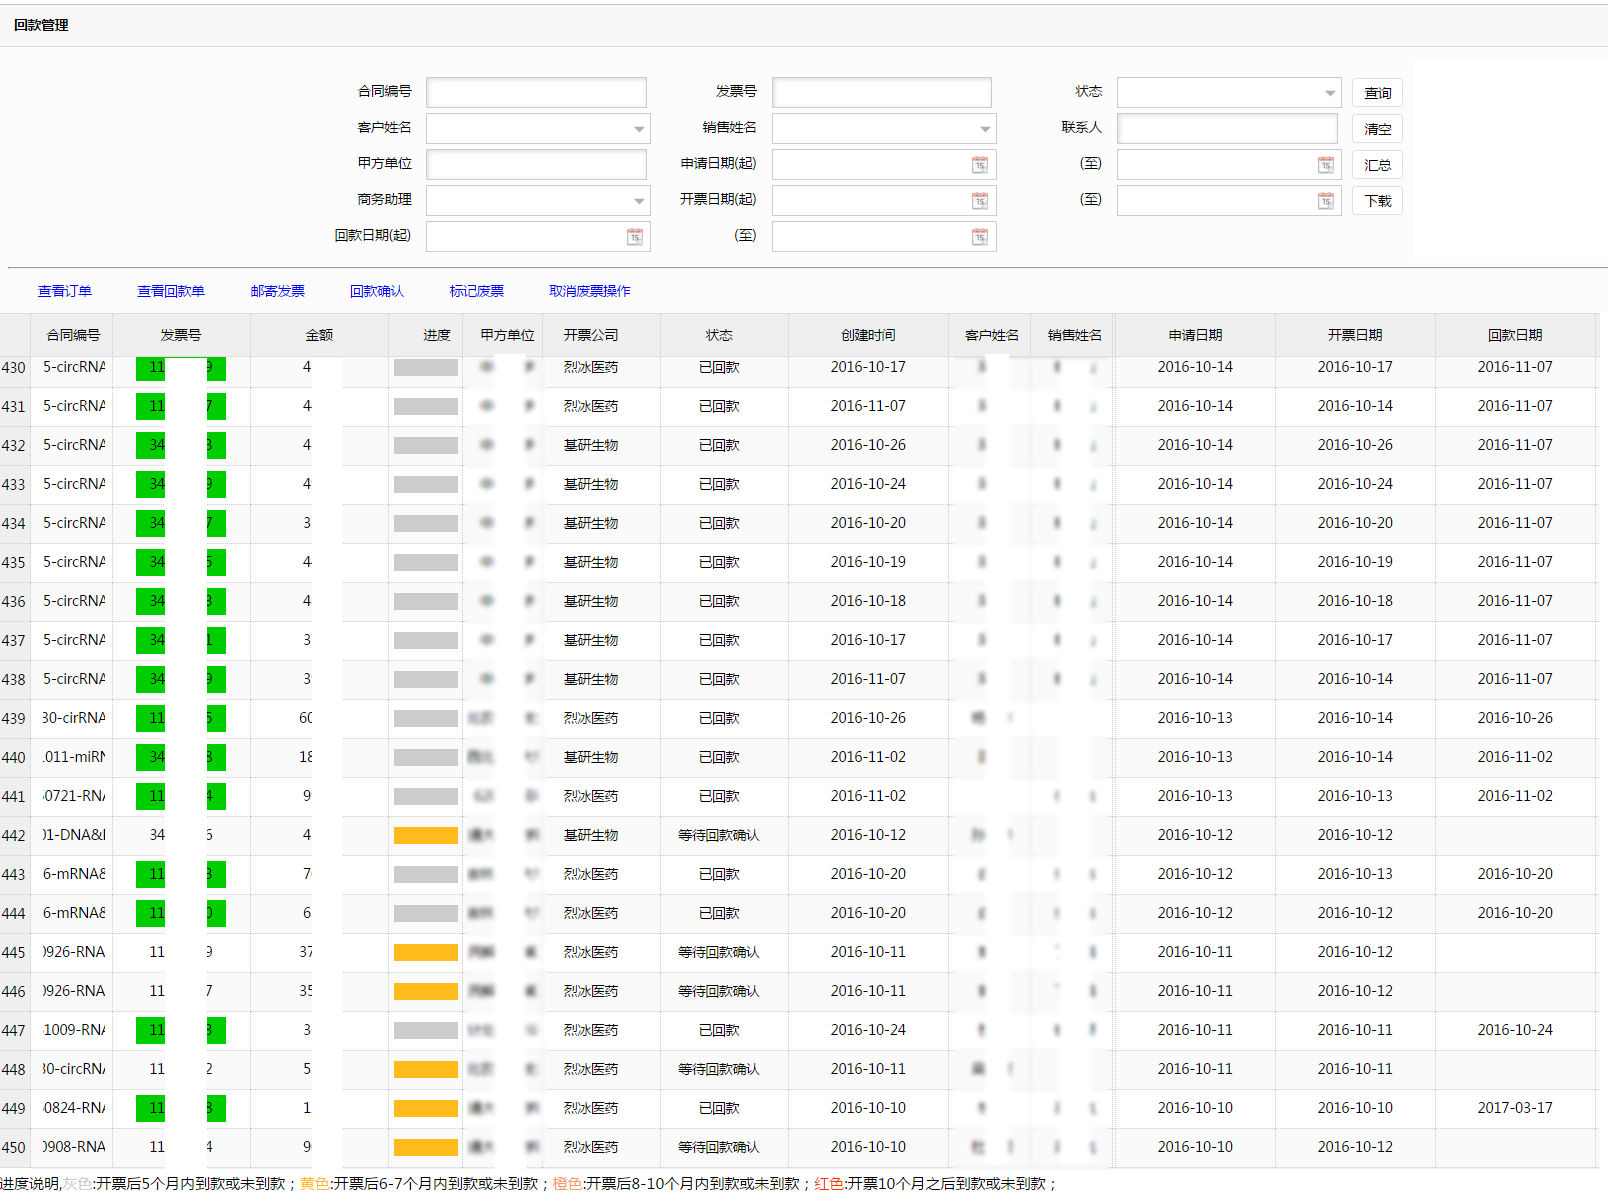 回款管理
合同编号 发票号 状态 查询
客户姓名 销售姓名 联系人 清空
甲方单位 申请日期(起) (至) 汇总
商务助理 开票日期(起) (至) 下载
回款日期(起) (至)
查看订单 查看回款单 邮寄发票 回款确认 标记废票 取消废票操作
合同编号 发票号 金额 进度 甲方单位 开票公司 状态 创建时间 客户姓名 销售姓名 申请日期 开票日期 回款日期
430 5-circRNA 11 9 4 烈冰医药 已回款 2016-10-17 2016-10-14 2016-10-17 2016-11-07
431 5-circRNA 11 7 4 烈冰医药 已回款 2016-11-07 2016-10-14 2016-10-14 2016-11-07
432 5-circRNA 34 3 4 基研生物 已回款 2016-10-26 2016-10-14 2016-10-26 2016-11-07
433 5-circRNA 34 9 4 基研生物 已回款 2016-10-24 2016-10-14 2016-10-24 2016-11-07
434 5-circRNA 34 7 3 基研生物 已回款 2016-10-20 2016-10-14 2016-10-20 2016-11-07
435 5-circRNA 34 5 4 基研生物 已回款 2016-10-19 2016-10-14 2016-10-19 2016-11-07
436 5-circRNA 34 3 4 基研生物 已回款 2016-10-18 2016-10-14 2016-10-18 2016-11-07
437 5-circRNA 34 1 3 基研生物 已回款 2016-10-17 2016-10-14 2016-10-17 2016-11-07
438 5-circRNA 34 9 3 基研生物 已回款 2016-11-07 2016-10-14 2016-10-14 2016-11-07
439 30-cirRNA 11 5 60 烈冰医药 已回款 2016-10-26 2016-10-13 2016-10-14 2016-10-26
440 1011-miRN 34 8 18 基研生物 已回款 2016-11-02 2016-10-13 2016-10-14 2016-11-02
441 0721-RNA 11 4 9 烈冰医药 已回款 2016-11-02 2016-10-13 2016-10-13 2016-11-02
442 01-DNA& 34 6 4 基研生物 等待回款确认 2016-10-12 2016-10-12 2016-10-12
443 6-mRNA& 11 3 7 烈冰医药 已回款 2016-10-20 2016-10-12 2016-10-13 2016-10-20
444 6-mRNA& 11 0 6 烈冰医药 已回款 2016-10-20 2016-10-12 2016-10-12 2016-10-20
445 0926-RNA 11 9 37 烈冰医药 等待回款确认 2016-10-11 2016-10-11 2016-10-12
446 0926-RNA 11 7 35 烈冰医药 等待回款确认 2016-10-11 2016-10-11 2016-10-12
447 1009-RNA 11 3 3 烈冰医药 已回款 2016-10-24 2016-10-11 2016-10-11 2016-10-24
448 30-circRNA 11 2 5 烈冰医药 等待回款确认 2016-10-11 2016-10-11 2016-10-11
449 0824-RNA 11 8 1 烈冰医药 已回款 2016-10-10 2016-10-10 2016-10-10 2017-03-17
450 0908-RNA 11 4 9 烈冰医药 等待回款确认 2016-10-10 2016-10-10 2016-10-12
进度说明,灰色:开票后5个月内到款或未到款；黄色:开票后6-7个月内到款或未到款；橙色:开票后8-10个月内到款或未到款；红色:开票10个月之后到款或未到款；